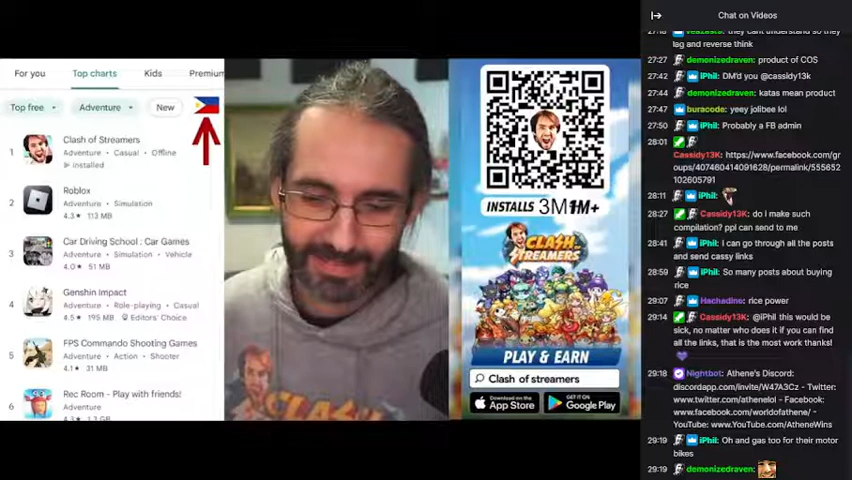 For you
Top charts
Kids
Premium
Top free
Adventure
New
1
Clash of Streamers
Adventure • Casual • Offline
Installed
2
Roblox
Adventure • Simulation
4.3★ 113 MB
3
Car Driving School : Car Games
Adventure • Simulation • Vehicle
4.0★ 51 MB
4
Genshin Impact
Adventure • Role-playing • Casual
4.5★ 195 MB Editors' Choice
5
FPS Commando Shooting Games
Adventure • Action • Shooter
4.1★ 31 MB
6
Rec Room - Play with friends!
Adventure
INSTALLS 3M
CLASH
STREAMERS
PLAY & EARN
Clash of streamers
Download on the
App Store
GET IT ON
Google Play
Chat on Videos
they cant understand so they
lag and reverse think
27:27 demonizedraven: product of COS
27:42 iPhil: DM'd you @cassidy13k
27:44 demonizedraven: katas mean product
27:47 buracode: yeey jolibee lol
27:50 iPhil: Probably a FB admin
28:01
Cassidy13K: https://www.facebook.com/gr
oups/407460414091628/permalink/555652
102605791
28:11 iPhil:
28:27 Cassidy13K: do i make such
compilation? ppl can send to me
28:41 iPhil: I can go through all the posts
and send cassy links
28:59 iPhil: So many posts about buying
rice
29:07 Hachadino: rice power
29:14 Cassidy13K: @iPhil this would be
sick, no matter who does it if you can find
all the links, that is the most work thanks!
29:18 Nightbot: Athene's Discord:
discordapp.com/invite/W47A3Cz - Twitter:
www.twitter.com/athenelol - Facebook:
www.facebook.com/worldofathene/ -
YouTube: www.YouTube.com/AtheneWins
29:19 iPhil: Oh and gas too for their motor
bikes
29:19 demonizedraven: